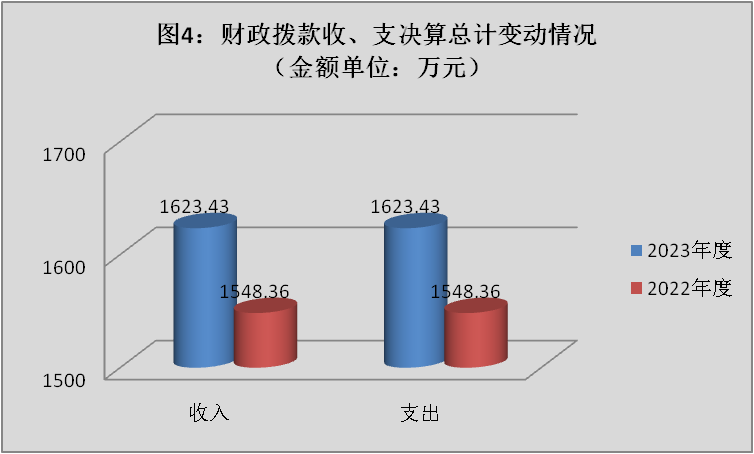 图4：财政拨款收、支决算总计变动情况
（金额单位：万元）
1700
1600
1500
1623.43
1548.36
1623.43
1548.36
收入
支出
2023年度
2022年度